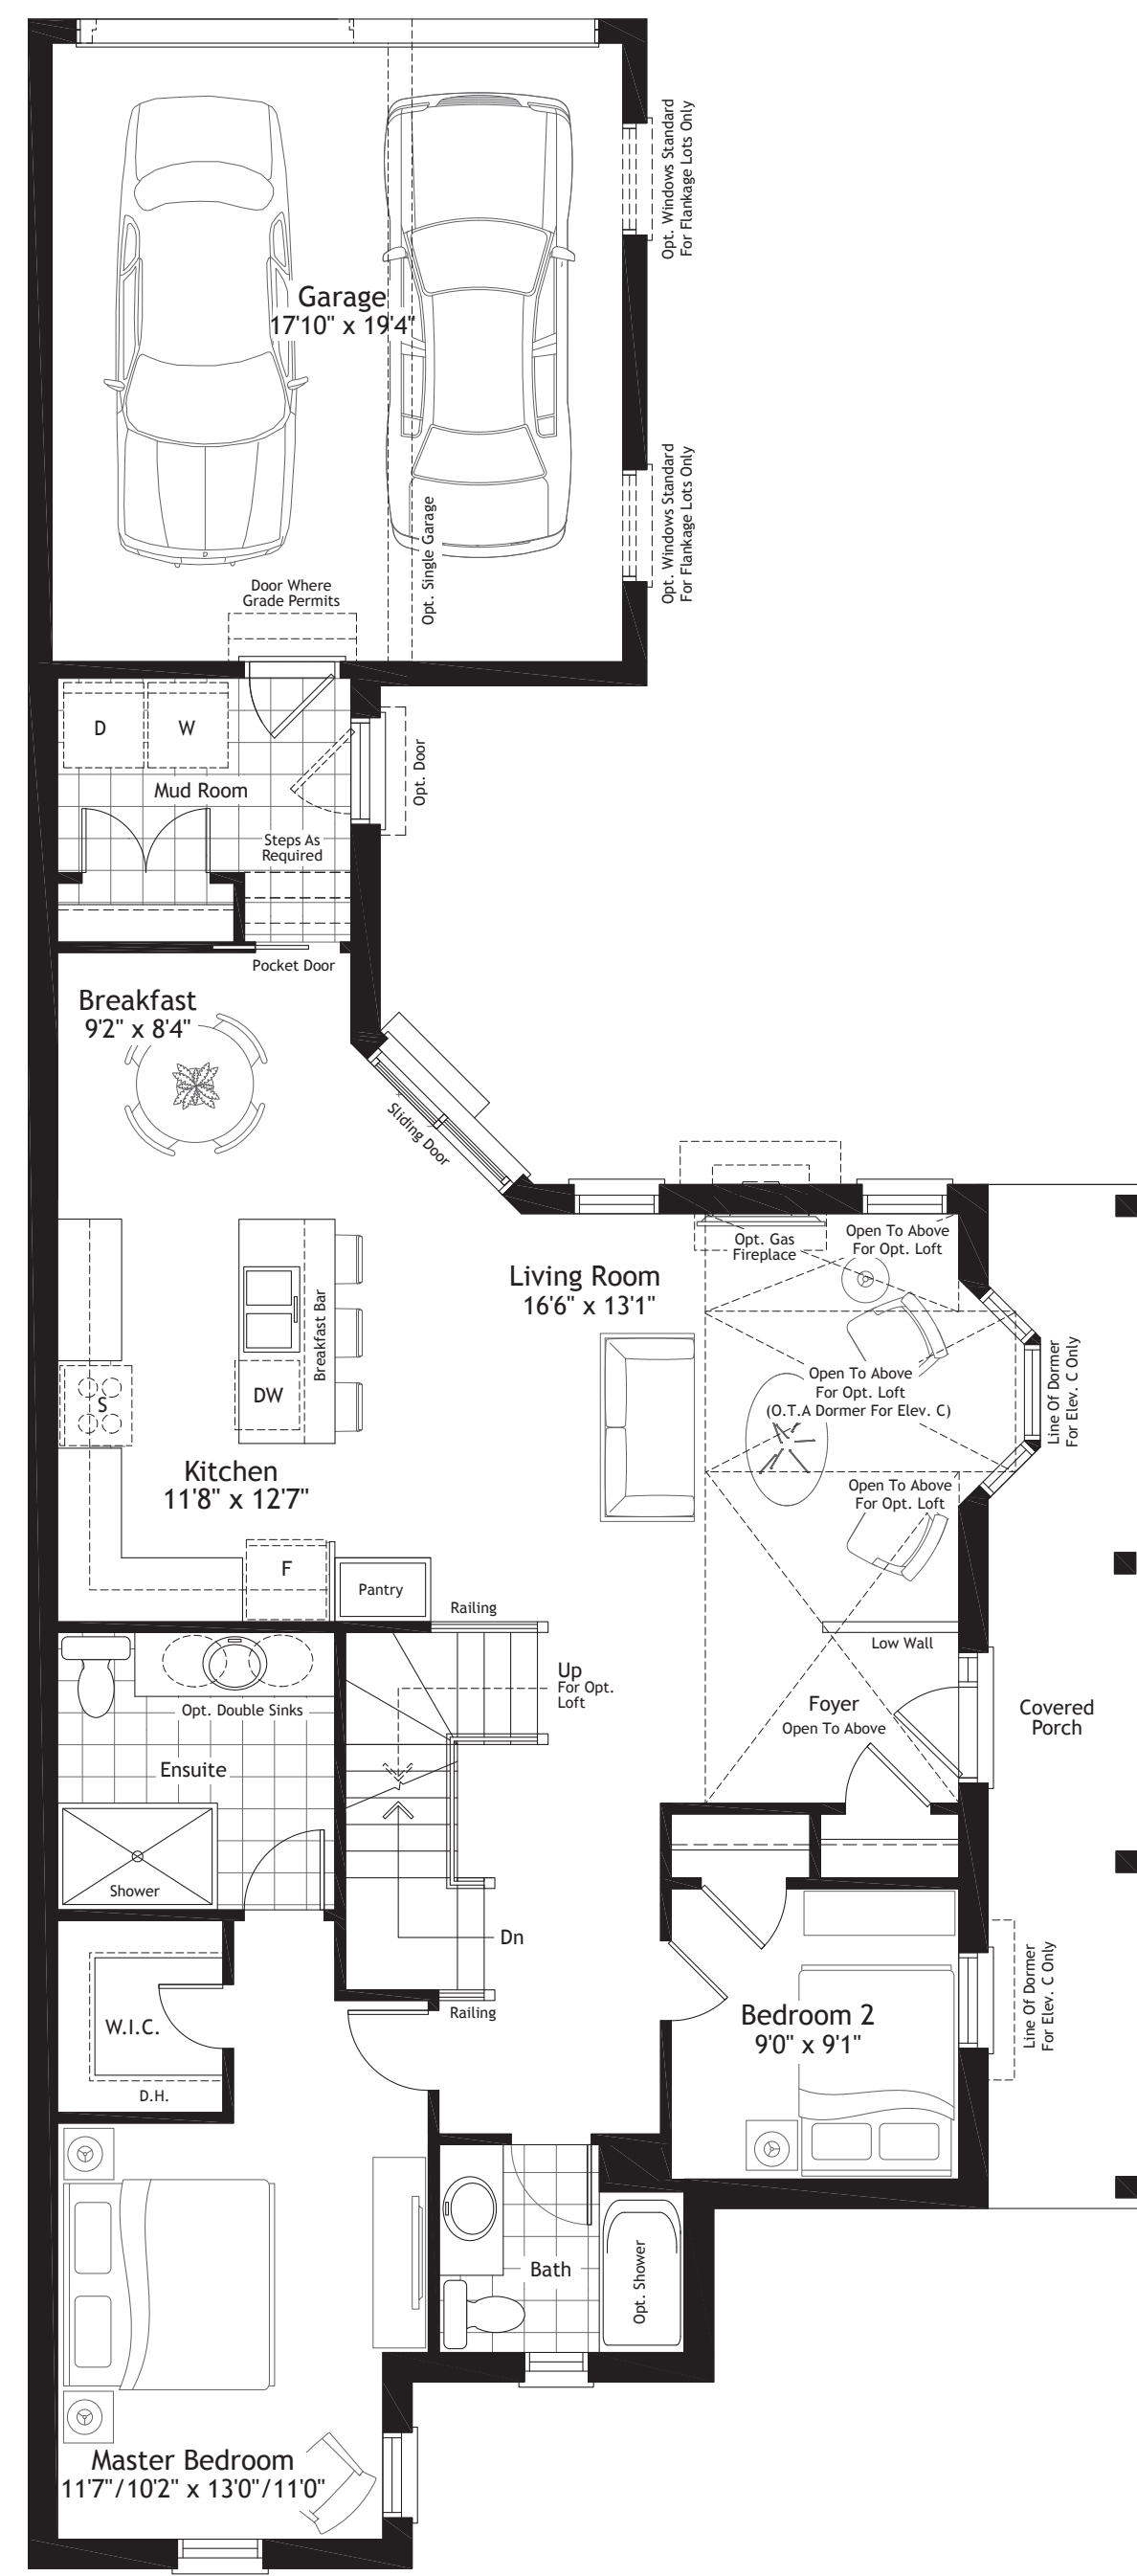 Opt. Windows Standard
For Flankage Lots Only
Garage
17'10" x 19'4"
Opt. Windows Standard
For Flankage Lots Only
Opt. Single Garage
Door Where
Grade Permits
D
W
Opt. Door
Mud Room
Steps As
Required
Pocket Door
Breakfast
9'2" x 8'4"
Sliding Door
Opt. Gas
Fireplace
Open To Above
For Opt. Loft
Living Room
16'6" x 13'1"
Breakfast Bar
Open To Above
For Opt. Loft
(O.T.A Dormer For Elev. C)
Line Of Dormer
For Elev. C Only
S
DW
Kitchen
11'8" x 12'7"
Open To Above
For Opt. Loft
F
Pantry
Railing
Low Wall
Up
For Opt.
Loft
Foyer
Open To Above
Covered
Porch
Opt. Double Sinks
Ensuite
Shower
Dn
Line Of Dormer
For Elev. C Only
Railing
Bedroom 2
9'0" x 9'1"
W.I.C.
D.H.
Bath
Opt. Shower
Master Bedroom
11'7"/10'2" x 13'0"/11'0"